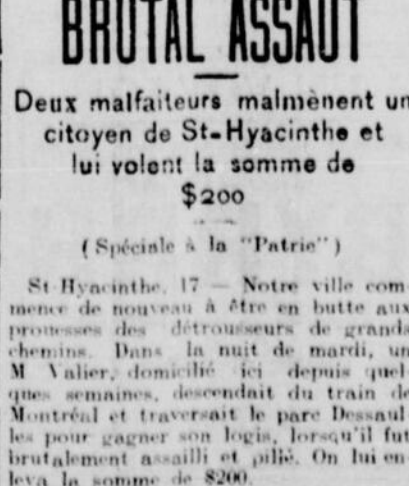 BRUTAL ASSAUT
Deux malfaiteurs malmènent un
citoyen de St-Hyacinthe et
lui volent la somme de
$200
(Spéciale à la "Patrie")
St-Hyacinthe, 17 — Notre ville com-
mence de nouveau à être en butte aux
prouesses des détrousseurs de grands
chemins. Dans la nuit de mardi, un
M Valier, domicilié ici depuis quel-
ques semaines, descendait du train de
Montréal et traversait le parc Dessaul-
les pour gagner son logis, lorsqu'il fut
brutalement assailli et pillé. On lui en-
leva la somme de $200.